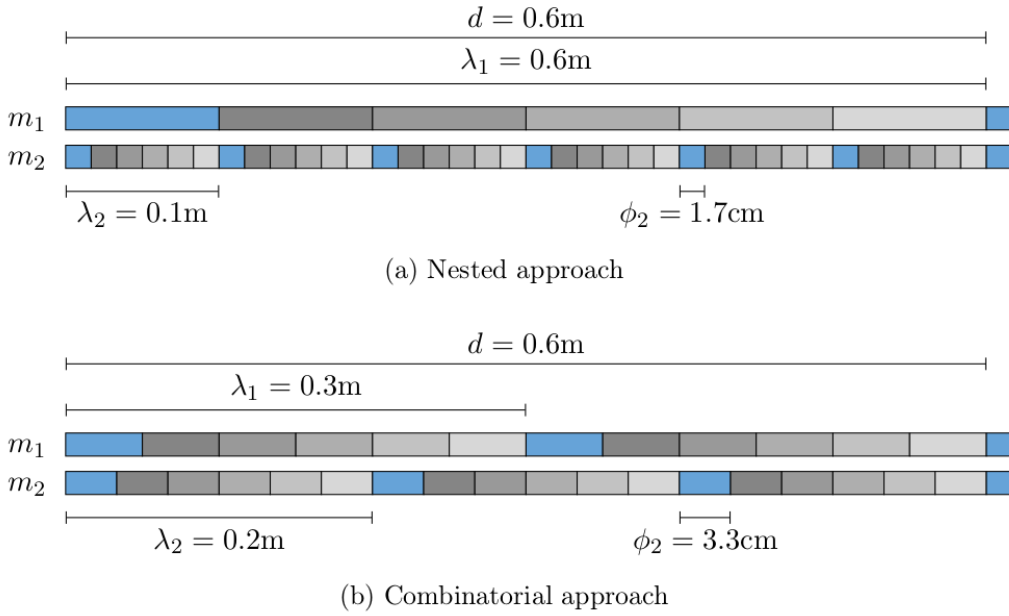 d = 0.6m
λ₁ = 0.6m
m₁
m₂
λ₂ = 0.1m
ϕ₂ = 1.7cm
(a) Nested approach
d = 0.6m
λ₁ = 0.3m
m₁
m₂
λ₂ = 0.2m
ϕ₂ = 3.3cm
(b) Combinatorial approach